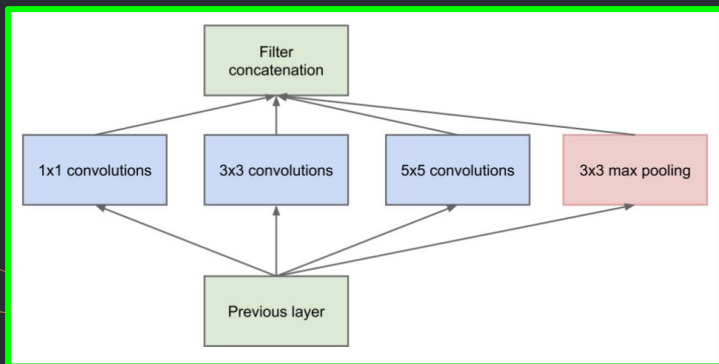 Filter
concatenation
1x1 convolutions
3x3 convolutions
5x5 convolutions
3x3 max pooling
Previous layer